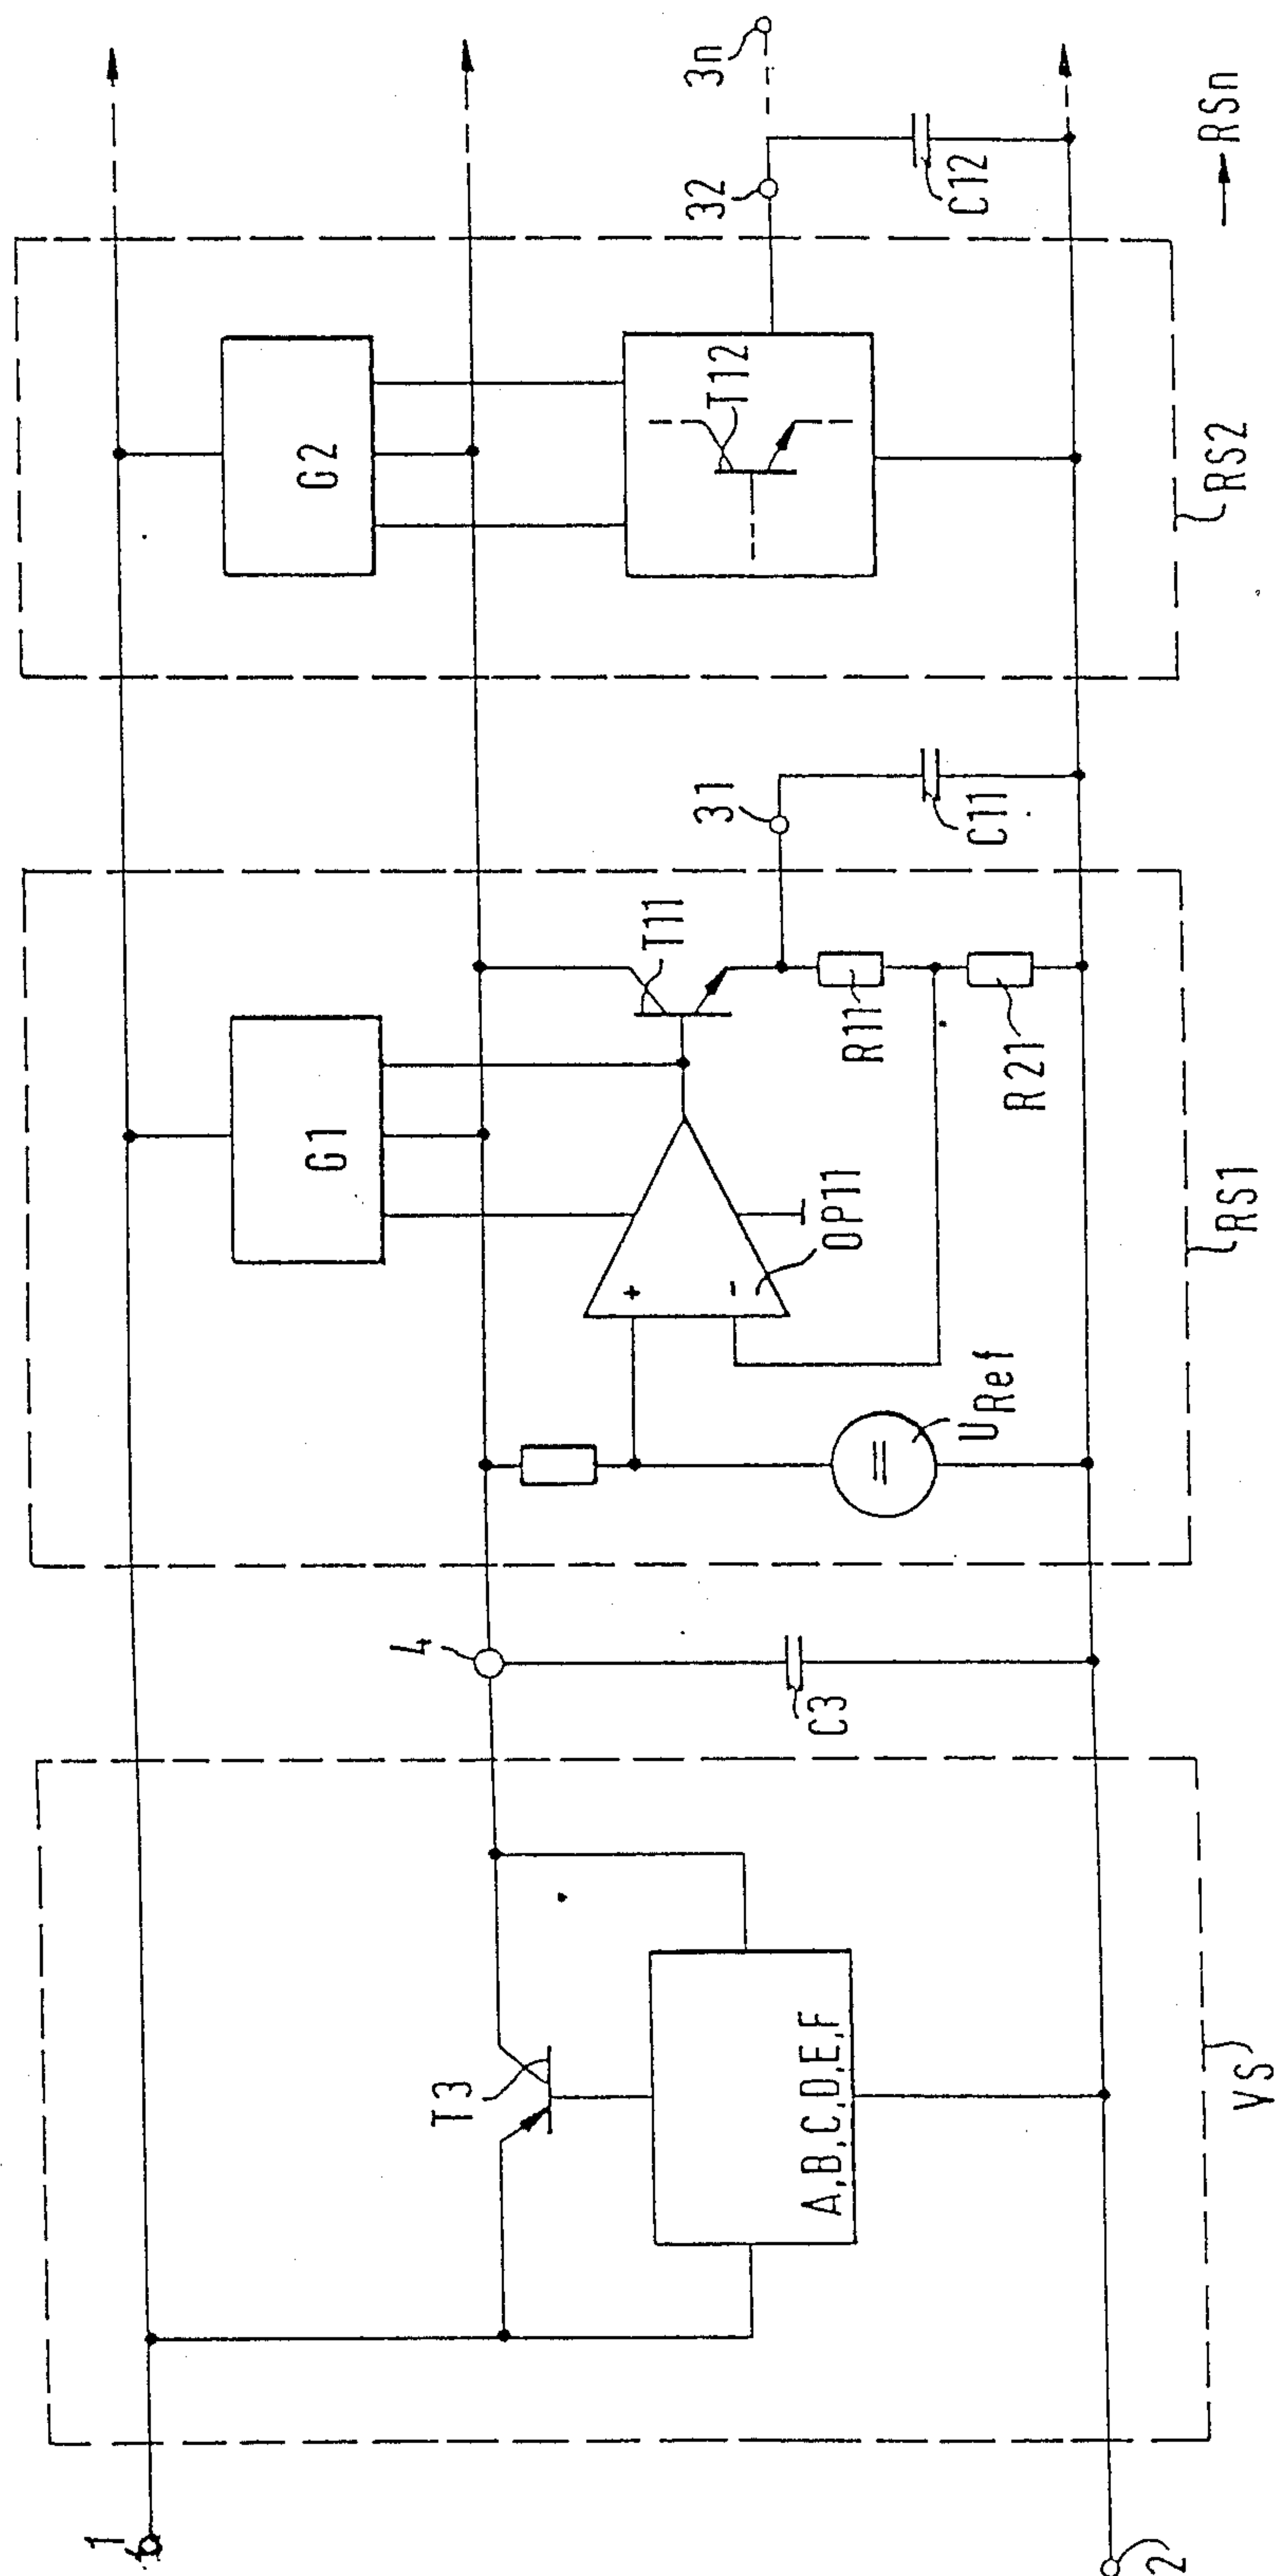 1
2
T3
A,B,C,D,E,F
VS
4
C3
G1
+
-
OP11
T11
R11
R21
URef
=
RS1
31
C11
G2
T12
RS2
32
3n
C12
RSn